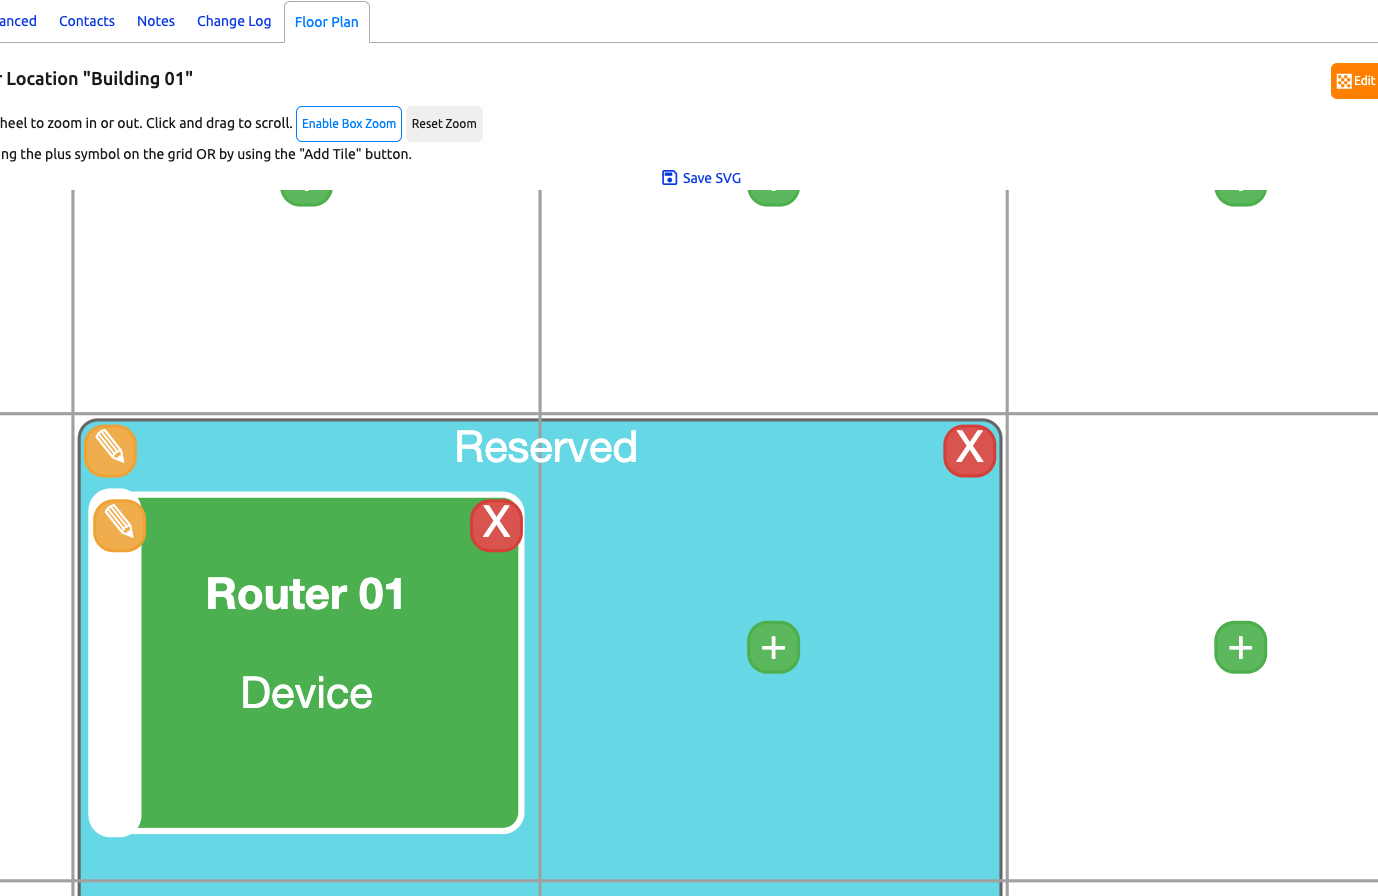 anced Contacts Notes Change Log Floor Plan
r Location "Building 01"
Edit
heel to zoom in or out. Click and drag to scroll. Enable Box Zoom Reset Zoom
ng the plus symbol on the grid OR by using the "Add Tile" button.
Save SVG
Reserved
X
X
Router 01
+
+
Device